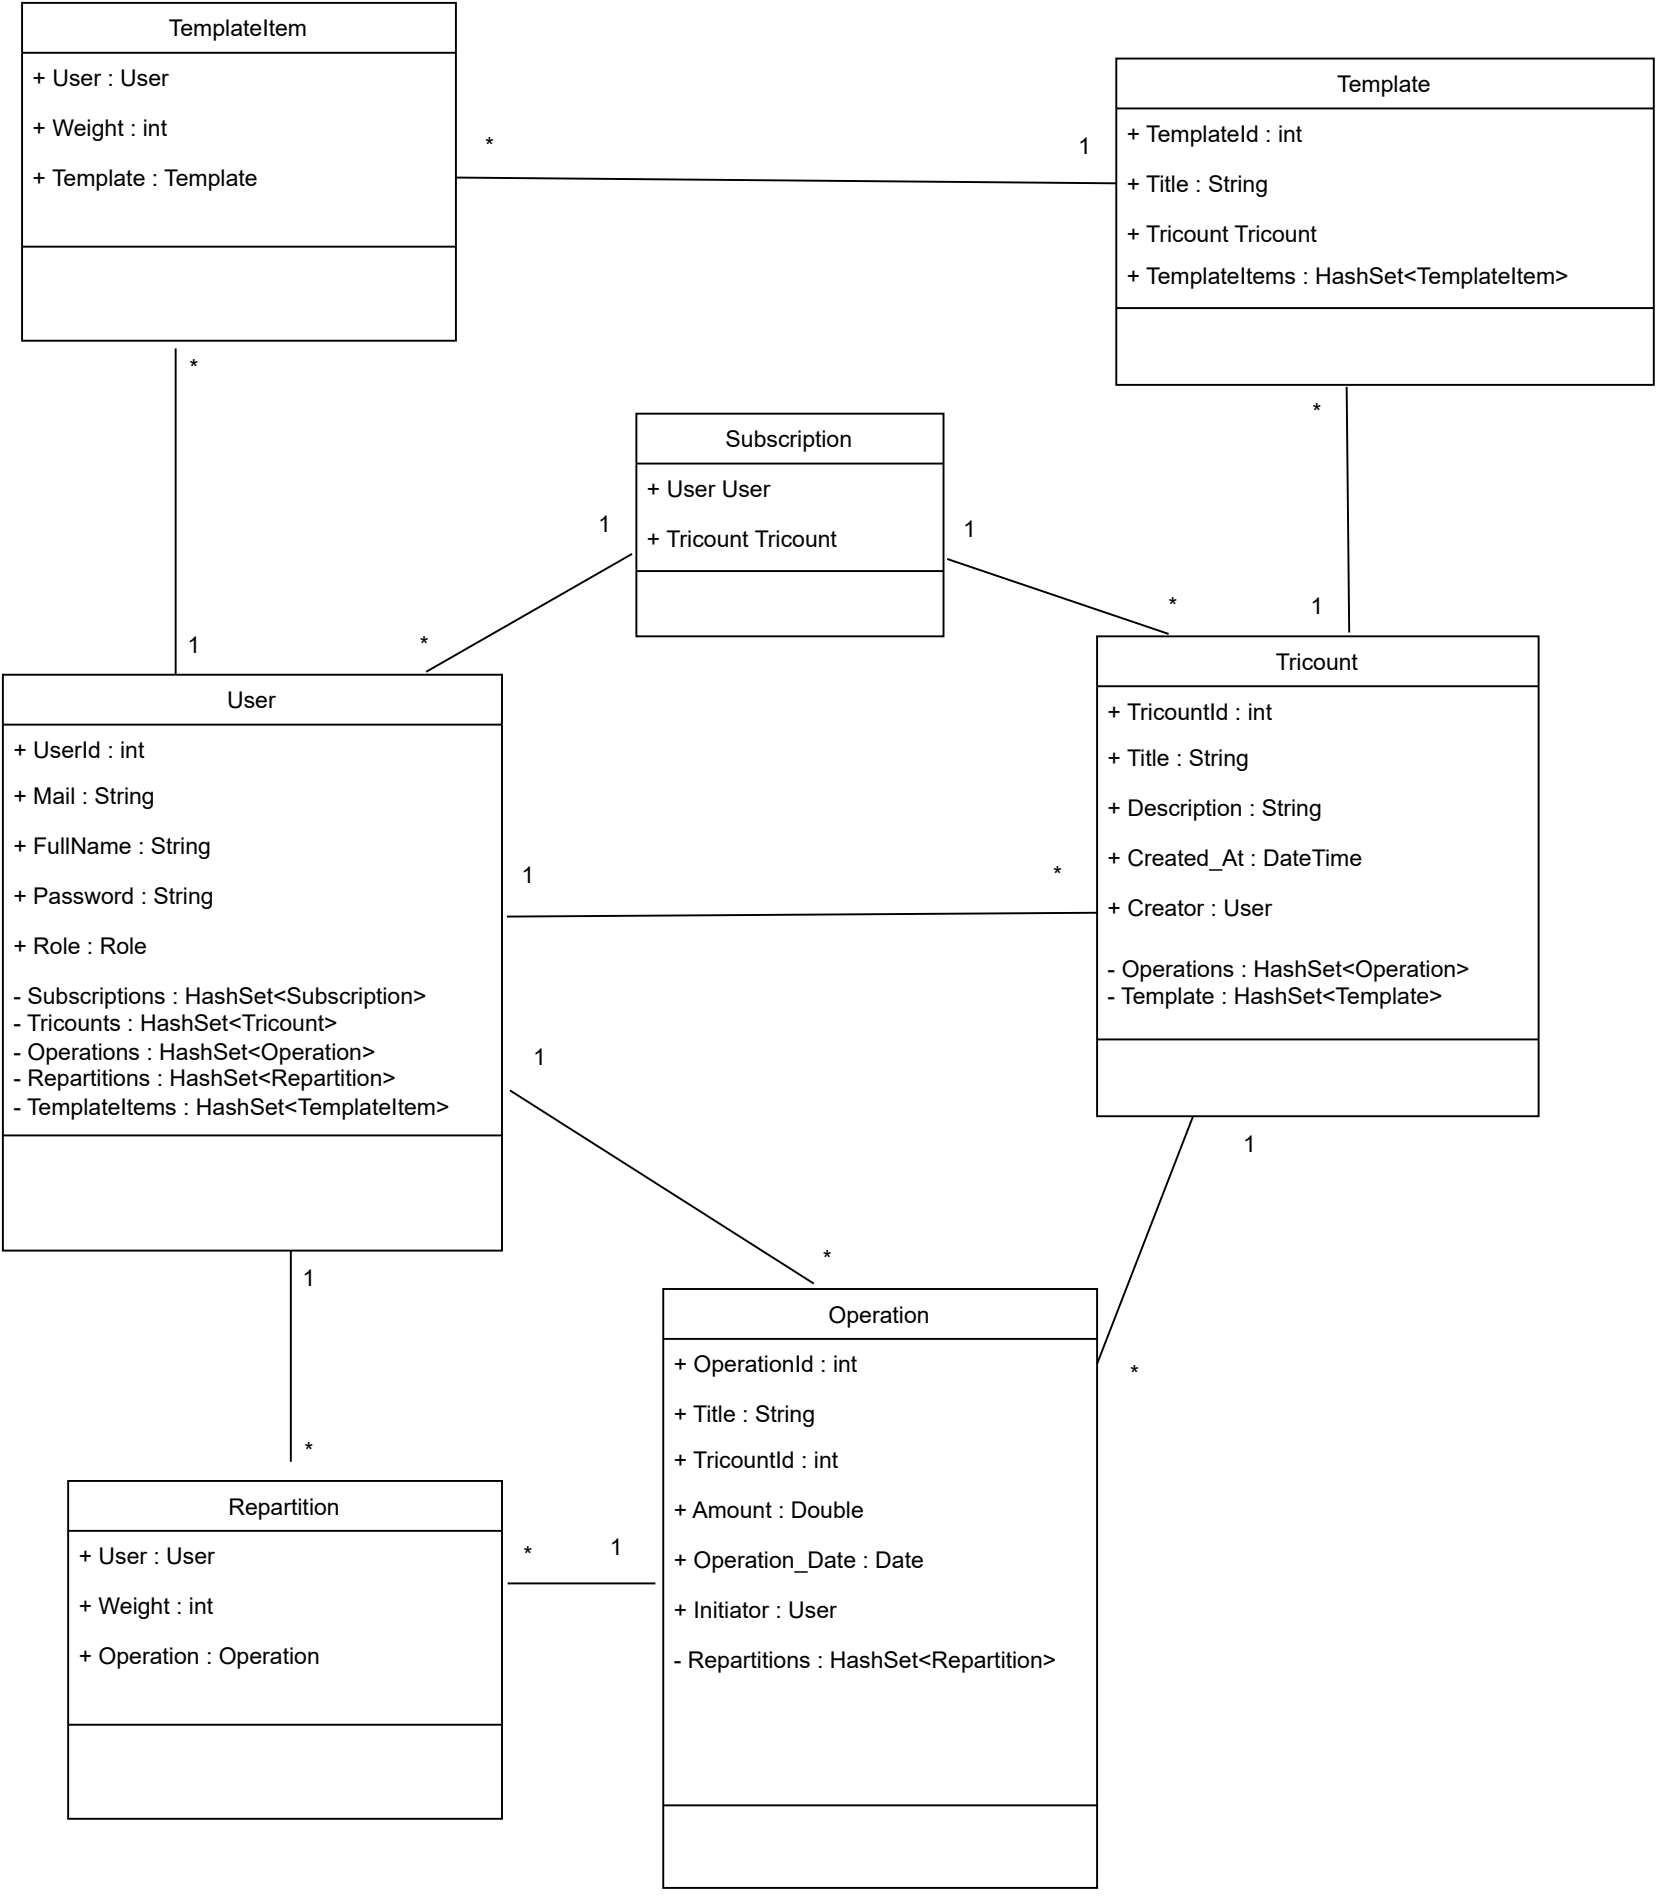 TemplateItem
+ User : User
+ Weight : int
+ Template : Template
Template
+ TemplateId : int
+ Title : String
+ Tricount Tricount
+ TemplateItems : HashSet<TemplateItem>
*
1
*
1
*
1
Subscription
+ User User
+ Tricount Tricount
1
*
1
*
User
+ UserId : int
+ Mail : String
+ FullName : String
+ Password : String
+ Role : Role
- Subscriptions : HashSet<Subscription>
- Tricounts : HashSet<Tricount>
- Operations : HashSet<Operation>
- Repartitions : HashSet<Repartition>
- TemplateItems : HashSet<TemplateItem>
Tricount
+ TricountId : int
+ Title : String
+ Description : String
+ Created_At : DateTime
+ Creator : User
- Operations : HashSet<Operation>
- Template : HashSet<Template>
1
*
1
*
1
*
1
*
Operation
+ OperationId : int
+ Title : String
+ TricountId : int
+ Amount : Double
+ Operation_Date : Date
+ Initiator : User
- Repartitions : HashSet<Repartition>
Repartition
+ User : User
+ Weight : int
+ Operation : Operation
*
1